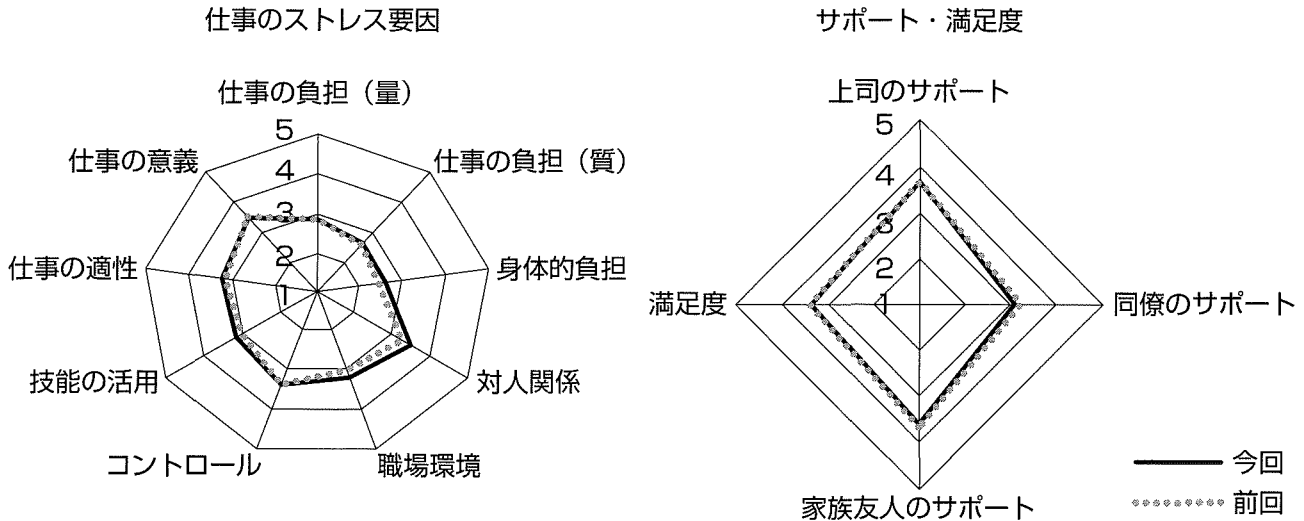 仕事のストレス要因
サポート・満足度
仕事の負担（量）
仕事の負担（質）
身体的負担
対人関係
職場環境
コントロール
技能の活用
仕事の適性
仕事の意義
5
4
3
2
1
上司のサポート
同僚のサポート
家族友人のサポート
満足度
5
4
3
2
1
今回
前回